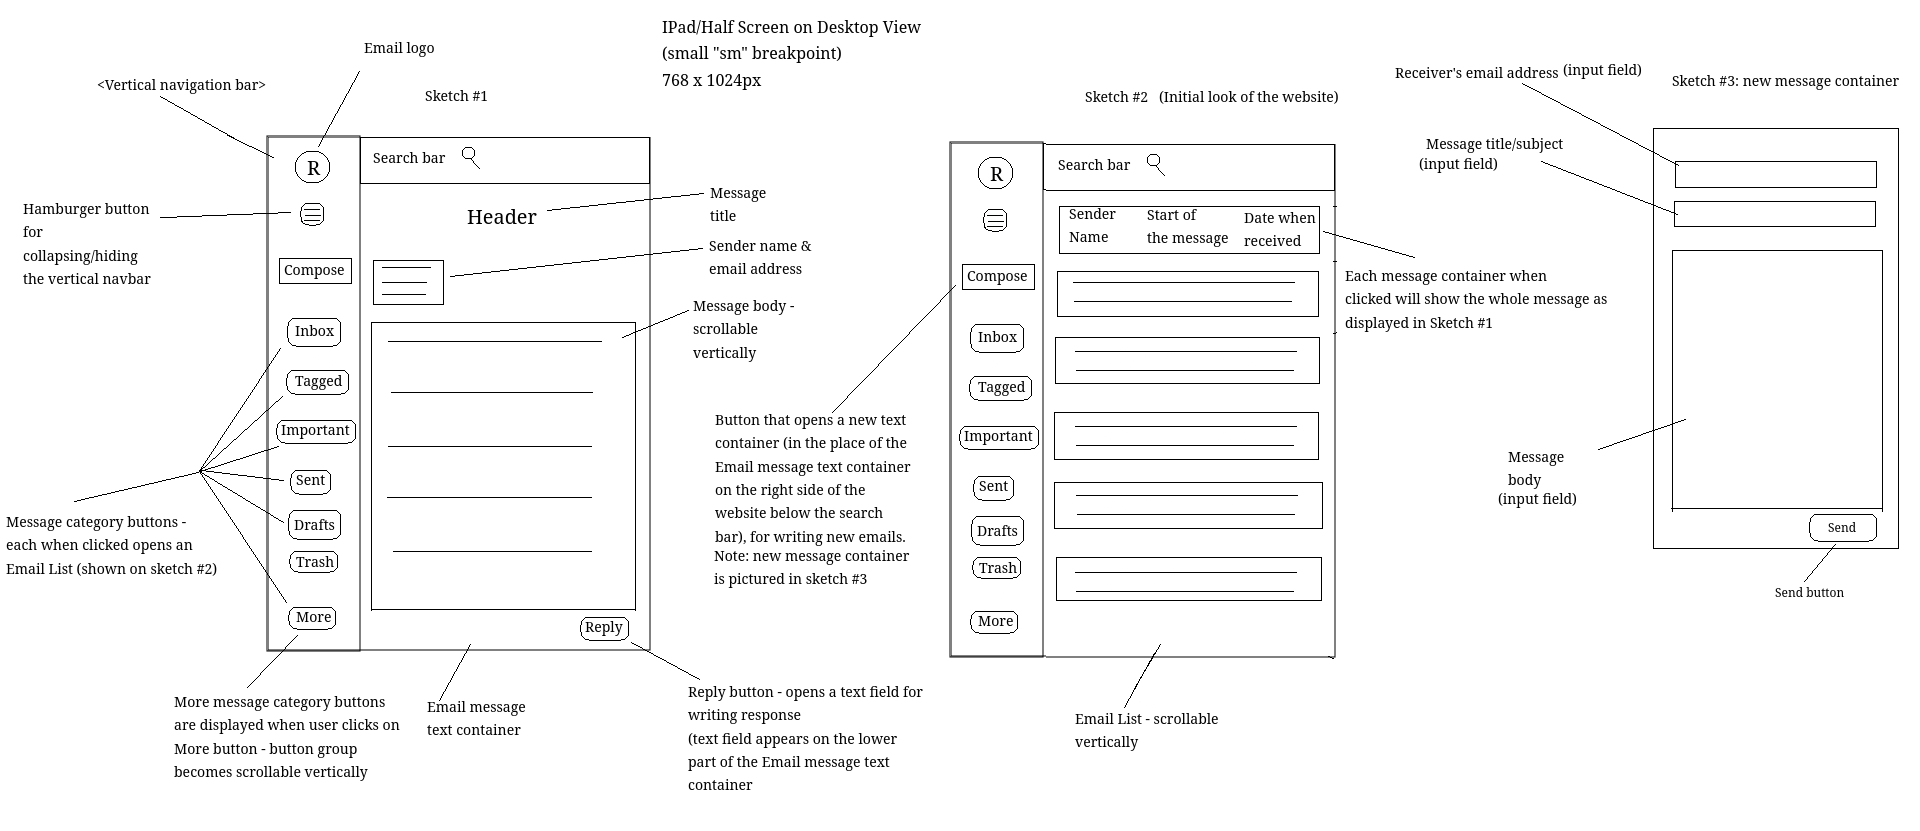 IPad/Half Screen on Desktop View
(small "sm" breakpoint)
768 x 1024px
Email logo
<Vertical navigation bar>
Sketch #1
R
Search bar
Hamburger button
for
collapsing/hiding
the vertical navbar
Header
Message
title
Sender name &
email address
Message body -
scrollable
vertically
Compose
Inbox
Tagged
Important
Sent
Drafts
Trash
More
Reply
Message category buttons -
each when clicked opens an
Email List (shown on sketch #2)
More message category buttons
are displayed when user clicks on
More button - button group
becomes scrollable vertically
Email message
text container
Reply button - opens a text field for
writing response
(text field appears on the lower
part of the Email message text
container
Button that opens a new text
container (in the place of the
Email message text container
on the right side of the
website below the search
bar), for writing new emails.
Note: new message container
is pictured in sketch #3
Sketch #2 (Initial look of the website)
R
Search bar
Sender
Name
Start of
the message
Date when
received
Compose
Inbox
Tagged
Important
Sent
Drafts
Trash
More
Each message container when
clicked will show the whole message as
displayed in Sketch #1
Email List - scrollable
vertically
Receiver's email address (input field)
Sketch #3: new message container
Message title/subject
(input field)
Message
body
(input field)
Send
Send button